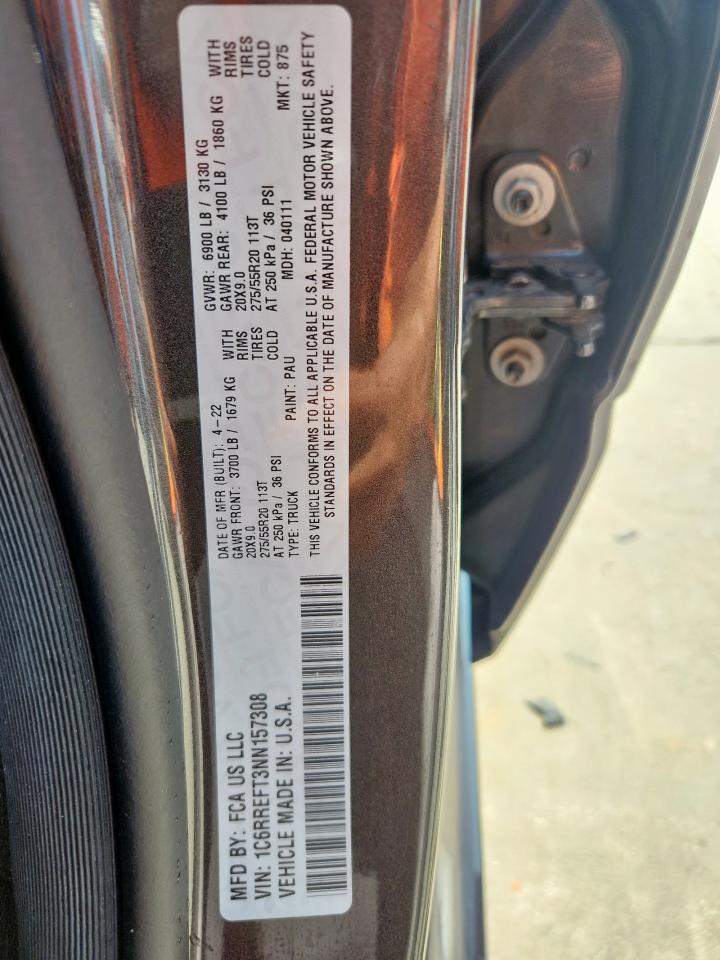 MFD BY: FCA US LLC
VIN: 1C6RREFT3NN157308
VEHICLE MADE IN: U.S.A.
DATE OF MFR (BUILT): 4-22
GAWR FRONT: 3700 LB / 1679 KG WITH
20X9.0 RIMS
275/55R20 113T TIRES
AT 250 kPa / 36 PSI COLD
TYPE: TRUCK PAINT: PAU
GVWR: 6900 LB / 3130 KG
GAWR REAR: 4100 LB / 1860 KG WITH
20X9.0 RIMS
275/55R20 113T TIRES
AT 250 kPa / 36 PSI COLD
MDH: 040111 MKT: 875
THIS VEHICLE CONFORMS TO ALL APPLICABLE U.S.A. FEDERAL MOTOR VEHICLE SAFETY
STANDARDS IN EFFECT ON THE DATE OF MANUFACTURE SHOWN ABOVE.